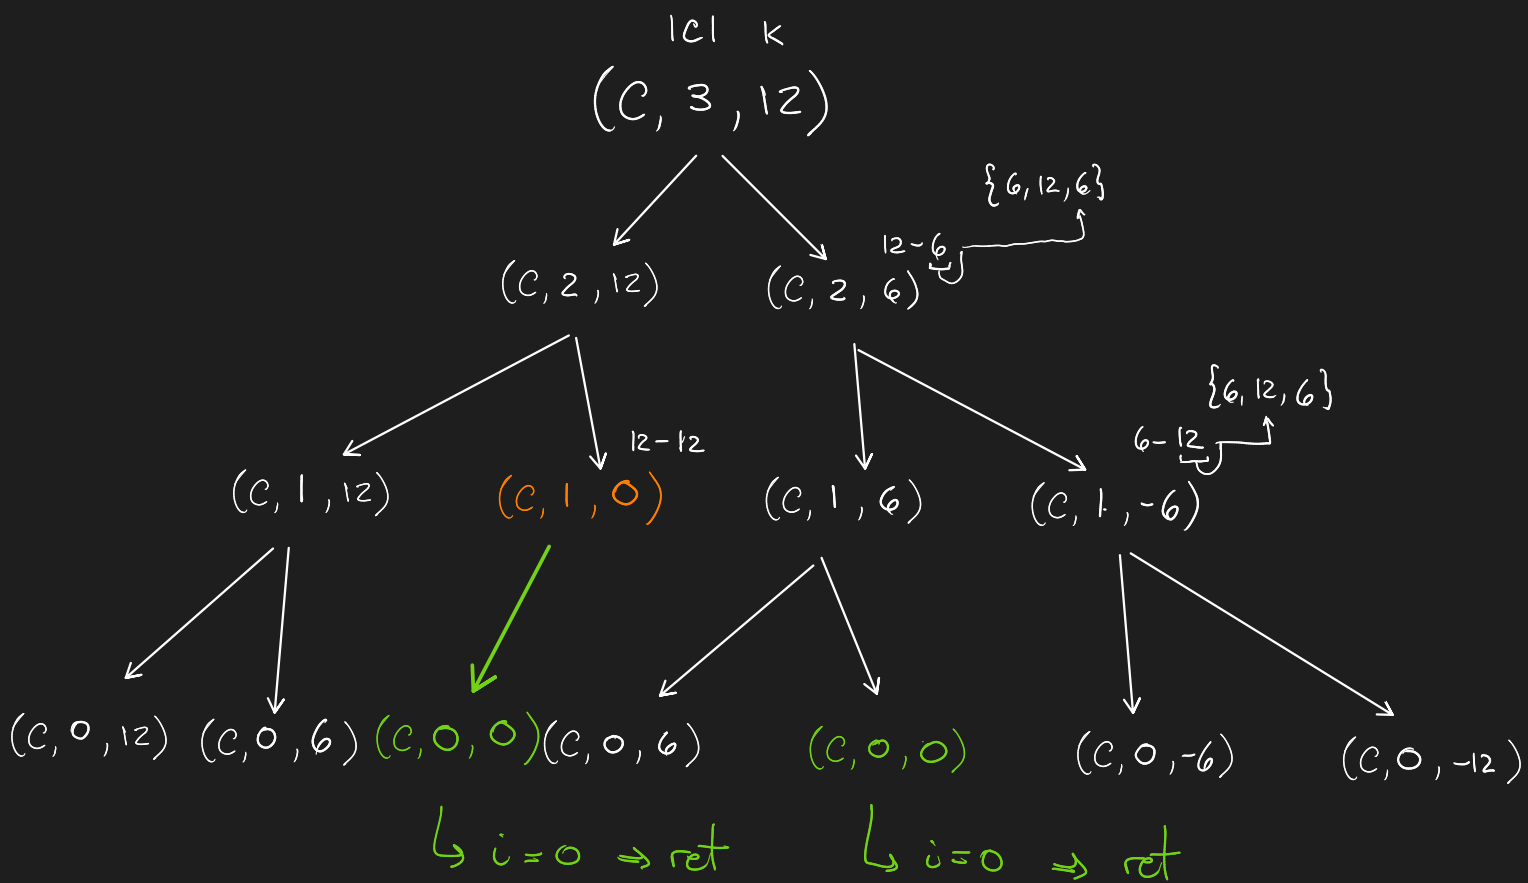 |C| K
(C, 3, 12)
{6, 12, 6}
12-6
(C, 2, 12) (C, 2, 6)
{6, 12, 6}
12-12 6-12
(C, 1, 12) (C, 1, 0) (C, 1, 6) (C, 1, -6)
(C, 0, 12) (C, 0, 6) (C, 0, 0) (C, 0, 6) (C, 0, 0) (C, 0, -6) (C, 0, -12)
↳ i=0 ⇒ ret ↳ i=0 ⇒ ret